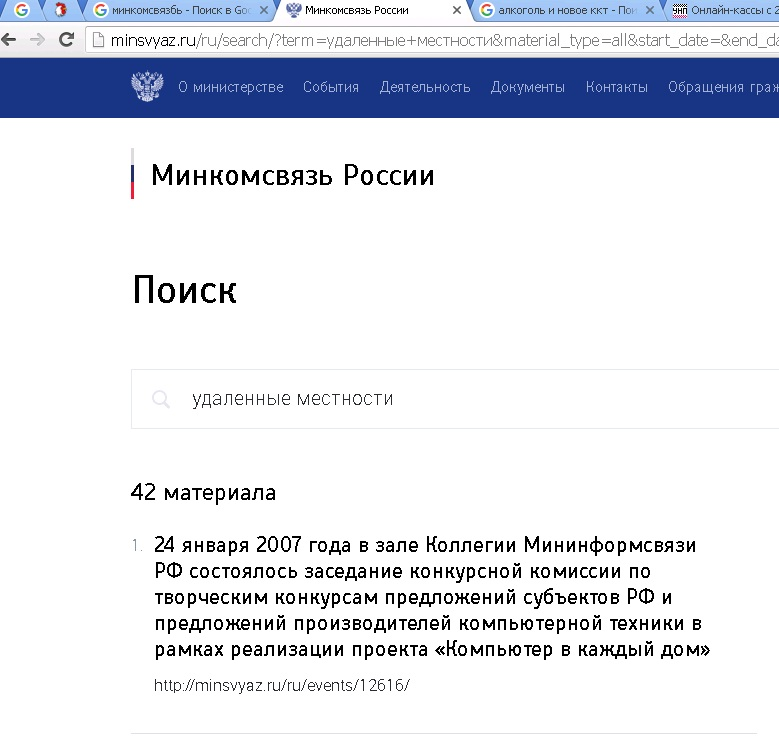 минкомсвязбь - Поиск в Goo
Минкомсвязь России
алкоголь и новое ккт - Пои
Онлайн-кассы с 2
minsvyaz.ru/ru/search/?term=удаленные+местности&material_type=all&start_date=&end_da
О министерстве События Деятельность Документы Контакты Обращения граж
Минкомсвязь России
Поиск
удаленные местности
42 материала
1. 24 января 2007 года в зале Коллегии Мининформсвязи
РФ состоялось заседание конкурсной комиссии по
творческим конкурсам предложений субъектов РФ и
предложений производителей компьютерной техники в
рамках реализации проекта «Компьютер в каждый дом»
http://minsvyaz.ru/ru/events/12616/